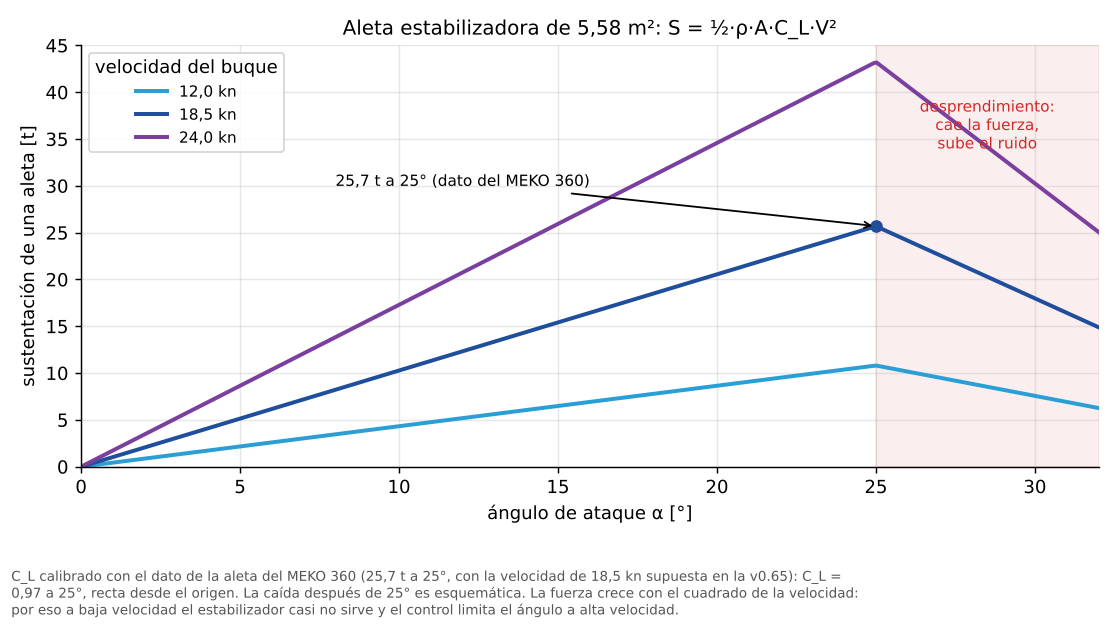 Aleta estabilizadora de 5,58 m²: S = ½·ρ·A·C_L·V²
sustentación de una aleta [t]
45
40
35
30
25
20
15
10
5
0
velocidad del buque
12,0 kn
18,5 kn
24,0 kn
desprendimiento:
cae la fuerza,
sube el ruido
25,7 t a 25° (dato del MEKO 360)
0
5
10
15
20
25
30
ángulo de ataque α [°]
C_L calibrado con el dato de la aleta del MEKO 360 (25,7 t a 25°, con la velocidad de 18,5 kn supuesta en la v0.65): C_L =
0,97 a 25°, recta desde el origen. La caída después de 25° es esquemática. La fuerza crece con el cuadrado de la velocidad:
por eso a baja velocidad el estabilizador casi no sirve y el control limita el ángulo a alta velocidad.